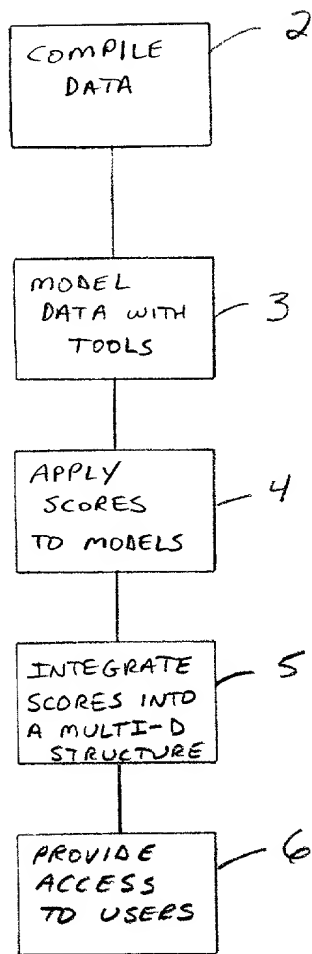 2
COMPILE
DATA
MODEL
DATA WITH
TOOLS
3
APPLY
SCORES
TO MODELS
4
INTEGRATE
SCORES INTO
A MULTI-D
STRUCTURE
5
PROVIDE
ACCESS
TO USERS
6